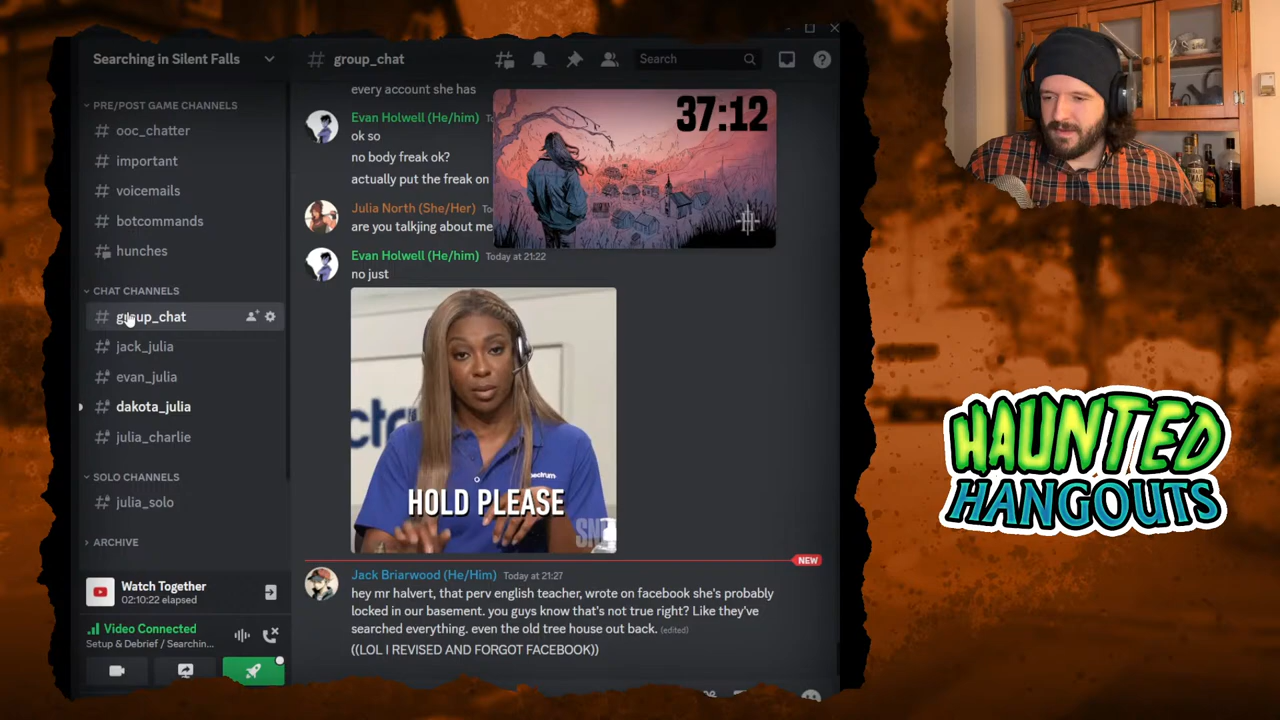 Searching in Silent Falls
group_chat
Search
PRE/POST GAME CHANNELS
ooc_chatter
important
voicemails
botcommands
hunches
CHAT CHANNELS
group_chat
jack_julia
evan_julia
dakota_julia
julia_charlie
SOLO CHANNELS
julia_solo
ARCHIVE
Watch Together
02:10:22 elapsed
Video Connected
Setup & Debrief / Searchin...
every account she has
Evan Holwell (He/him)
ok so
no body freak ok?
actually put the freak on
Julia North (She/Her)
are you talkjing about me
37:12
Evan Holwell (He/him) Today at 21:22
no just
spectrum
HOLD PLEASE
NEW
Jack Briarwood (He/Him) Today at 21:27
hey mr halvert, that perv english teacher, wrote on facebook she's probably
locked in our basement. you guys know that's not true right? Like they've
searched everything. even the old tree house out back. (edited)
((LOL I REVISED AND FORGOT FACEBOOK))
HAUNTED
HANGOUTS